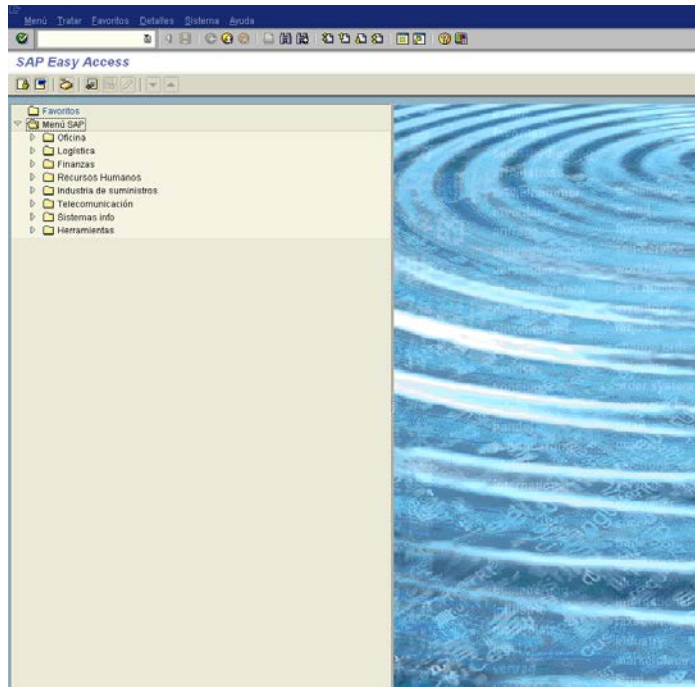 Menú Tratar Favoritos Detalles Sistema Ayuda
SAP Easy Access
Favoritos
Menú SAP
Oficina
Logística
Finanzas
Recursos Humanos
Industria de suministros
Telecomunicación
Sistemas info
Herramientas